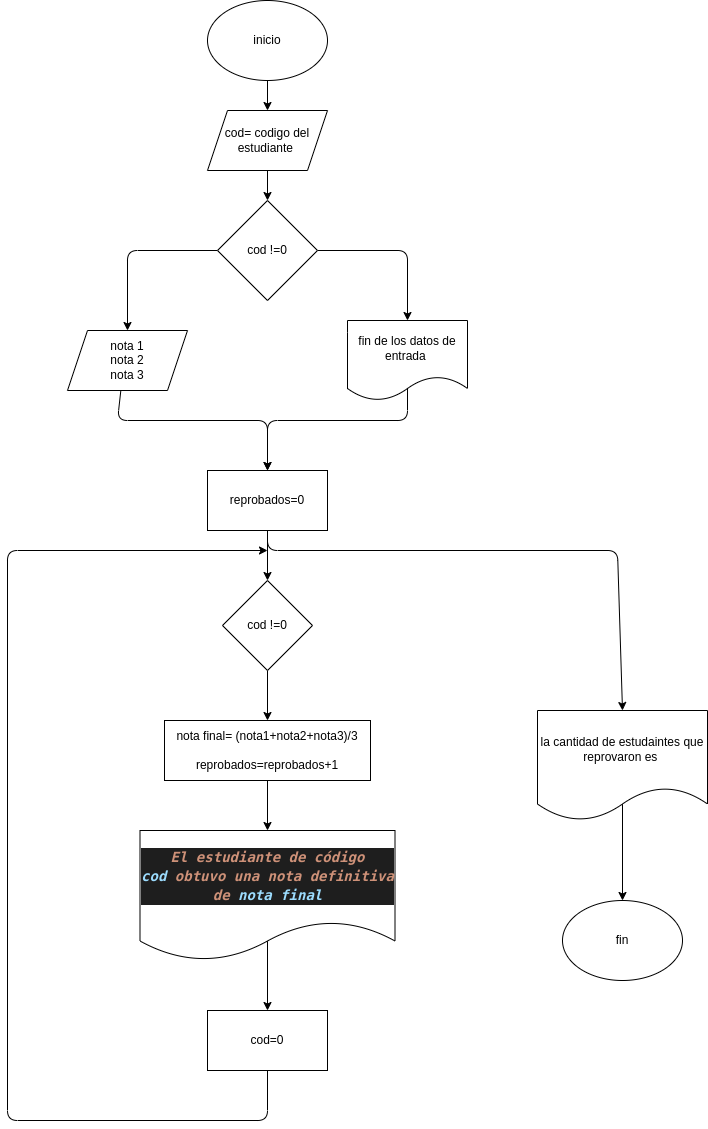 inicio
cod= codigo del
estudiante
cod !=0
nota 1
nota 2
nota 3
fin de los datos de
entrada
reprobados=0
cod !=0
nota final= (nota1+nota2+nota3)/3
reprobados=reprobados+1
la cantidad de estudaintes que
reprovaron es
El estudiante de código
cod obtuvo una nota definitiva
de nota final
fin
cod=0